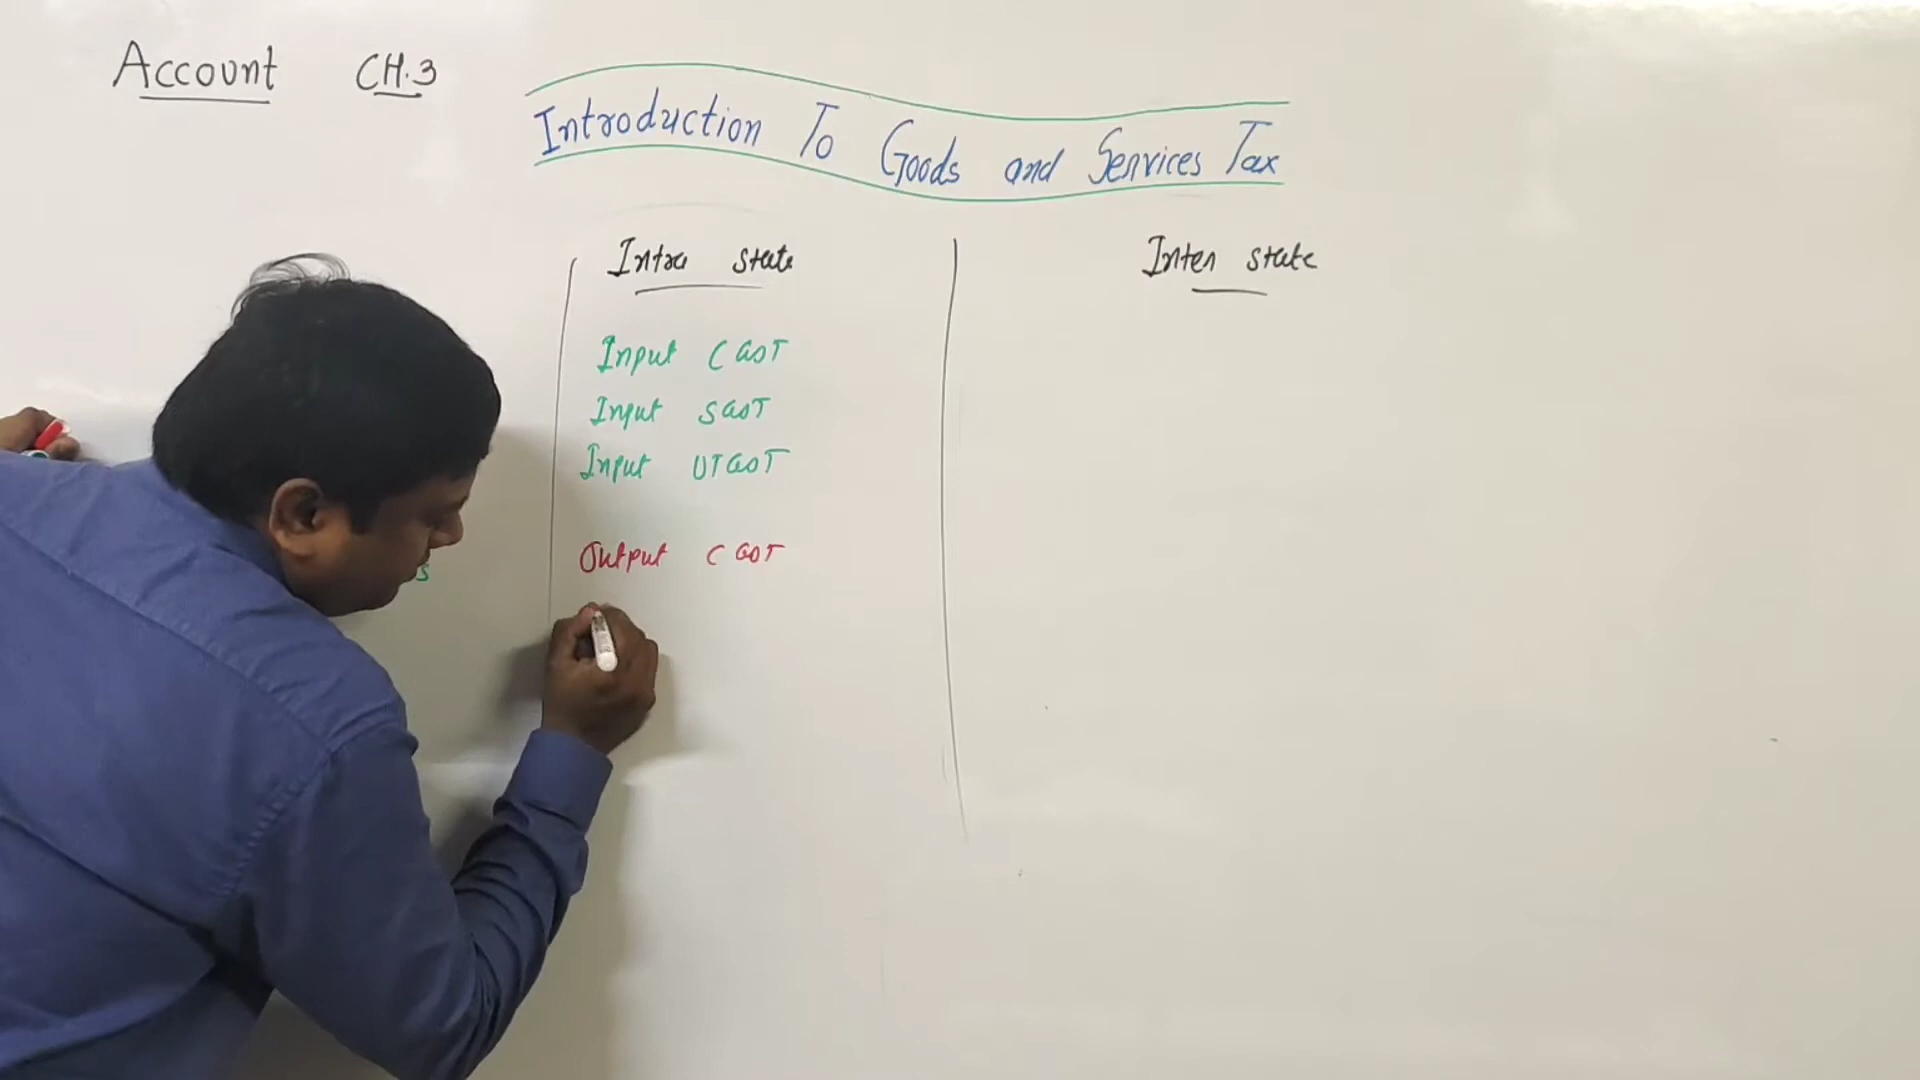 Account CH.3
Introduction To Goods and Services Tax
Intra state
Input CGST
Input SGST
Input UTGST
Output CGST
Inter state